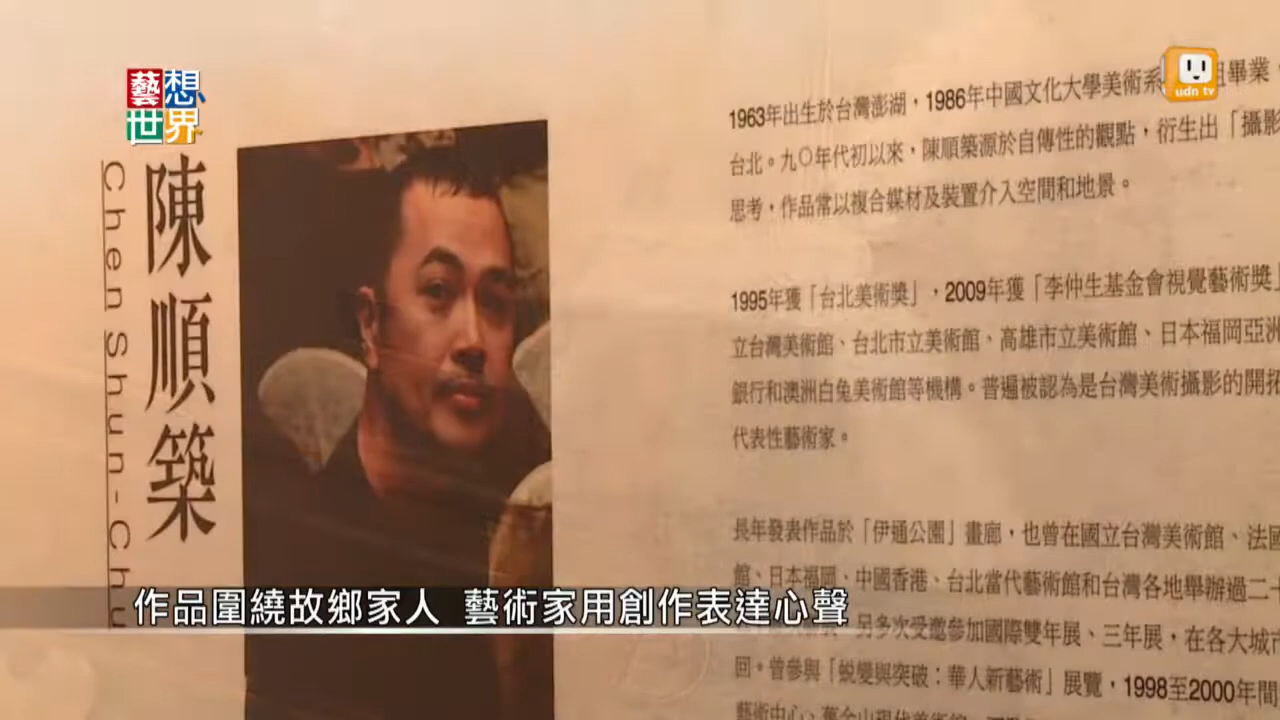 藝想
世界
udn tv
陳順築
Chen Shun-Chu
1963年出生於台灣澎湖，1986年中國文化大學美術系 組畢業，
台北。九〇年代初以來，陳順築源於自傳性的觀點，衍生出「攝影
思考，作品常以複合媒材及裝置介入空間和地景。
1995年獲「台北美術獎」，2009年獲「李仲生基金會視覺藝術獎」
立台灣美術館、台北市立美術館、高雄市立美術館、日本福岡亞洲
銀行和澳洲白兔美術館等機構。普遍被認為是台灣美術攝影的開拓
代表性藝術家。
長年發表作品於「伊通公園」畫廊，也曾在國立台灣美術館、法國
館、日本福岡、中國香港、台北當代藝術館和台灣各地舉辦過二十
另多次受邀參加國際雙年展、三年展，在各大城市
回。曾參與「蛻變與突破：華人新藝術」展覽，1998至2000年間
作品圍繞故鄉家人 藝術家用創作表達心聲